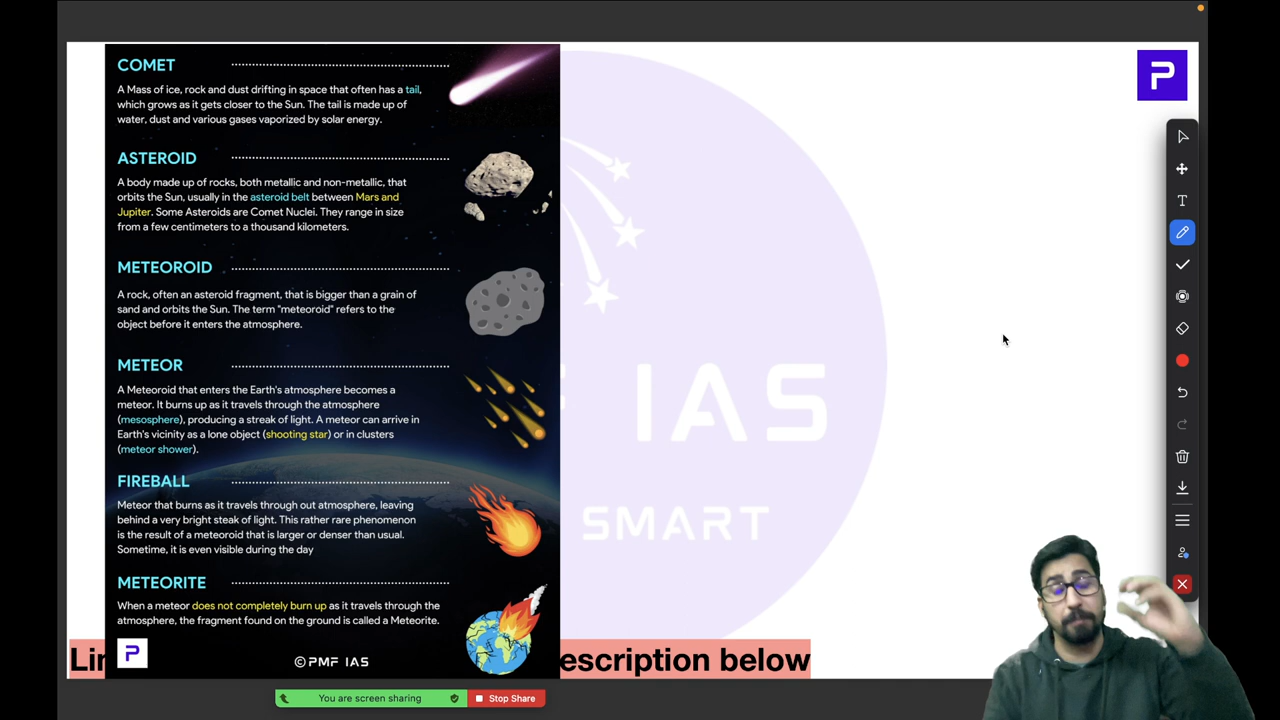 COMET
A Mass of ice, rock and dust drifting in space that often has a tail,
which grows as it gets closer to the Sun. The tail is made up of
water, dust and various gases vaporized by solar energy.
ASTEROID
A body made up of rocks, both metallic and non-metallic, that
orbits the Sun, usually in the asteroid belt between Mars and
Jupiter. Some Asteroids are Comet Nuclei. They range in size
from a few centimeters to a thousand kilometers.
METEOROID
A rock, often an asteroid fragment, that is bigger than a grain of
sand and orbits the Sun. The term "meteoroid" refers to the
object before it enters the atmosphere.
METEOR
A Meteoroid that enters the Earth's atmosphere becomes a
meteor. It burns up as it travels through the atmosphere
(mesosphere), producing a streak of light. A meteor can arrive in
Earth's vicinity as a lone object (shooting star) or in clusters
(meteor shower).
FIREBALL
Meteor that burns as it travels through out atmosphere, leaving
behind a very bright steak of light. This rather rare phenomenon
is the result of a meteoroid that is larger or denser than usual.
Sometime, it is even visible during the day
METEORITE
When a meteor does not completely burn up as it travels through the
atmosphere, the fragment found on the ground is called a Meteorite.
P
© PMF IAS
P
IAS
SMART
escription below
You are screen sharing
Stop Share
T